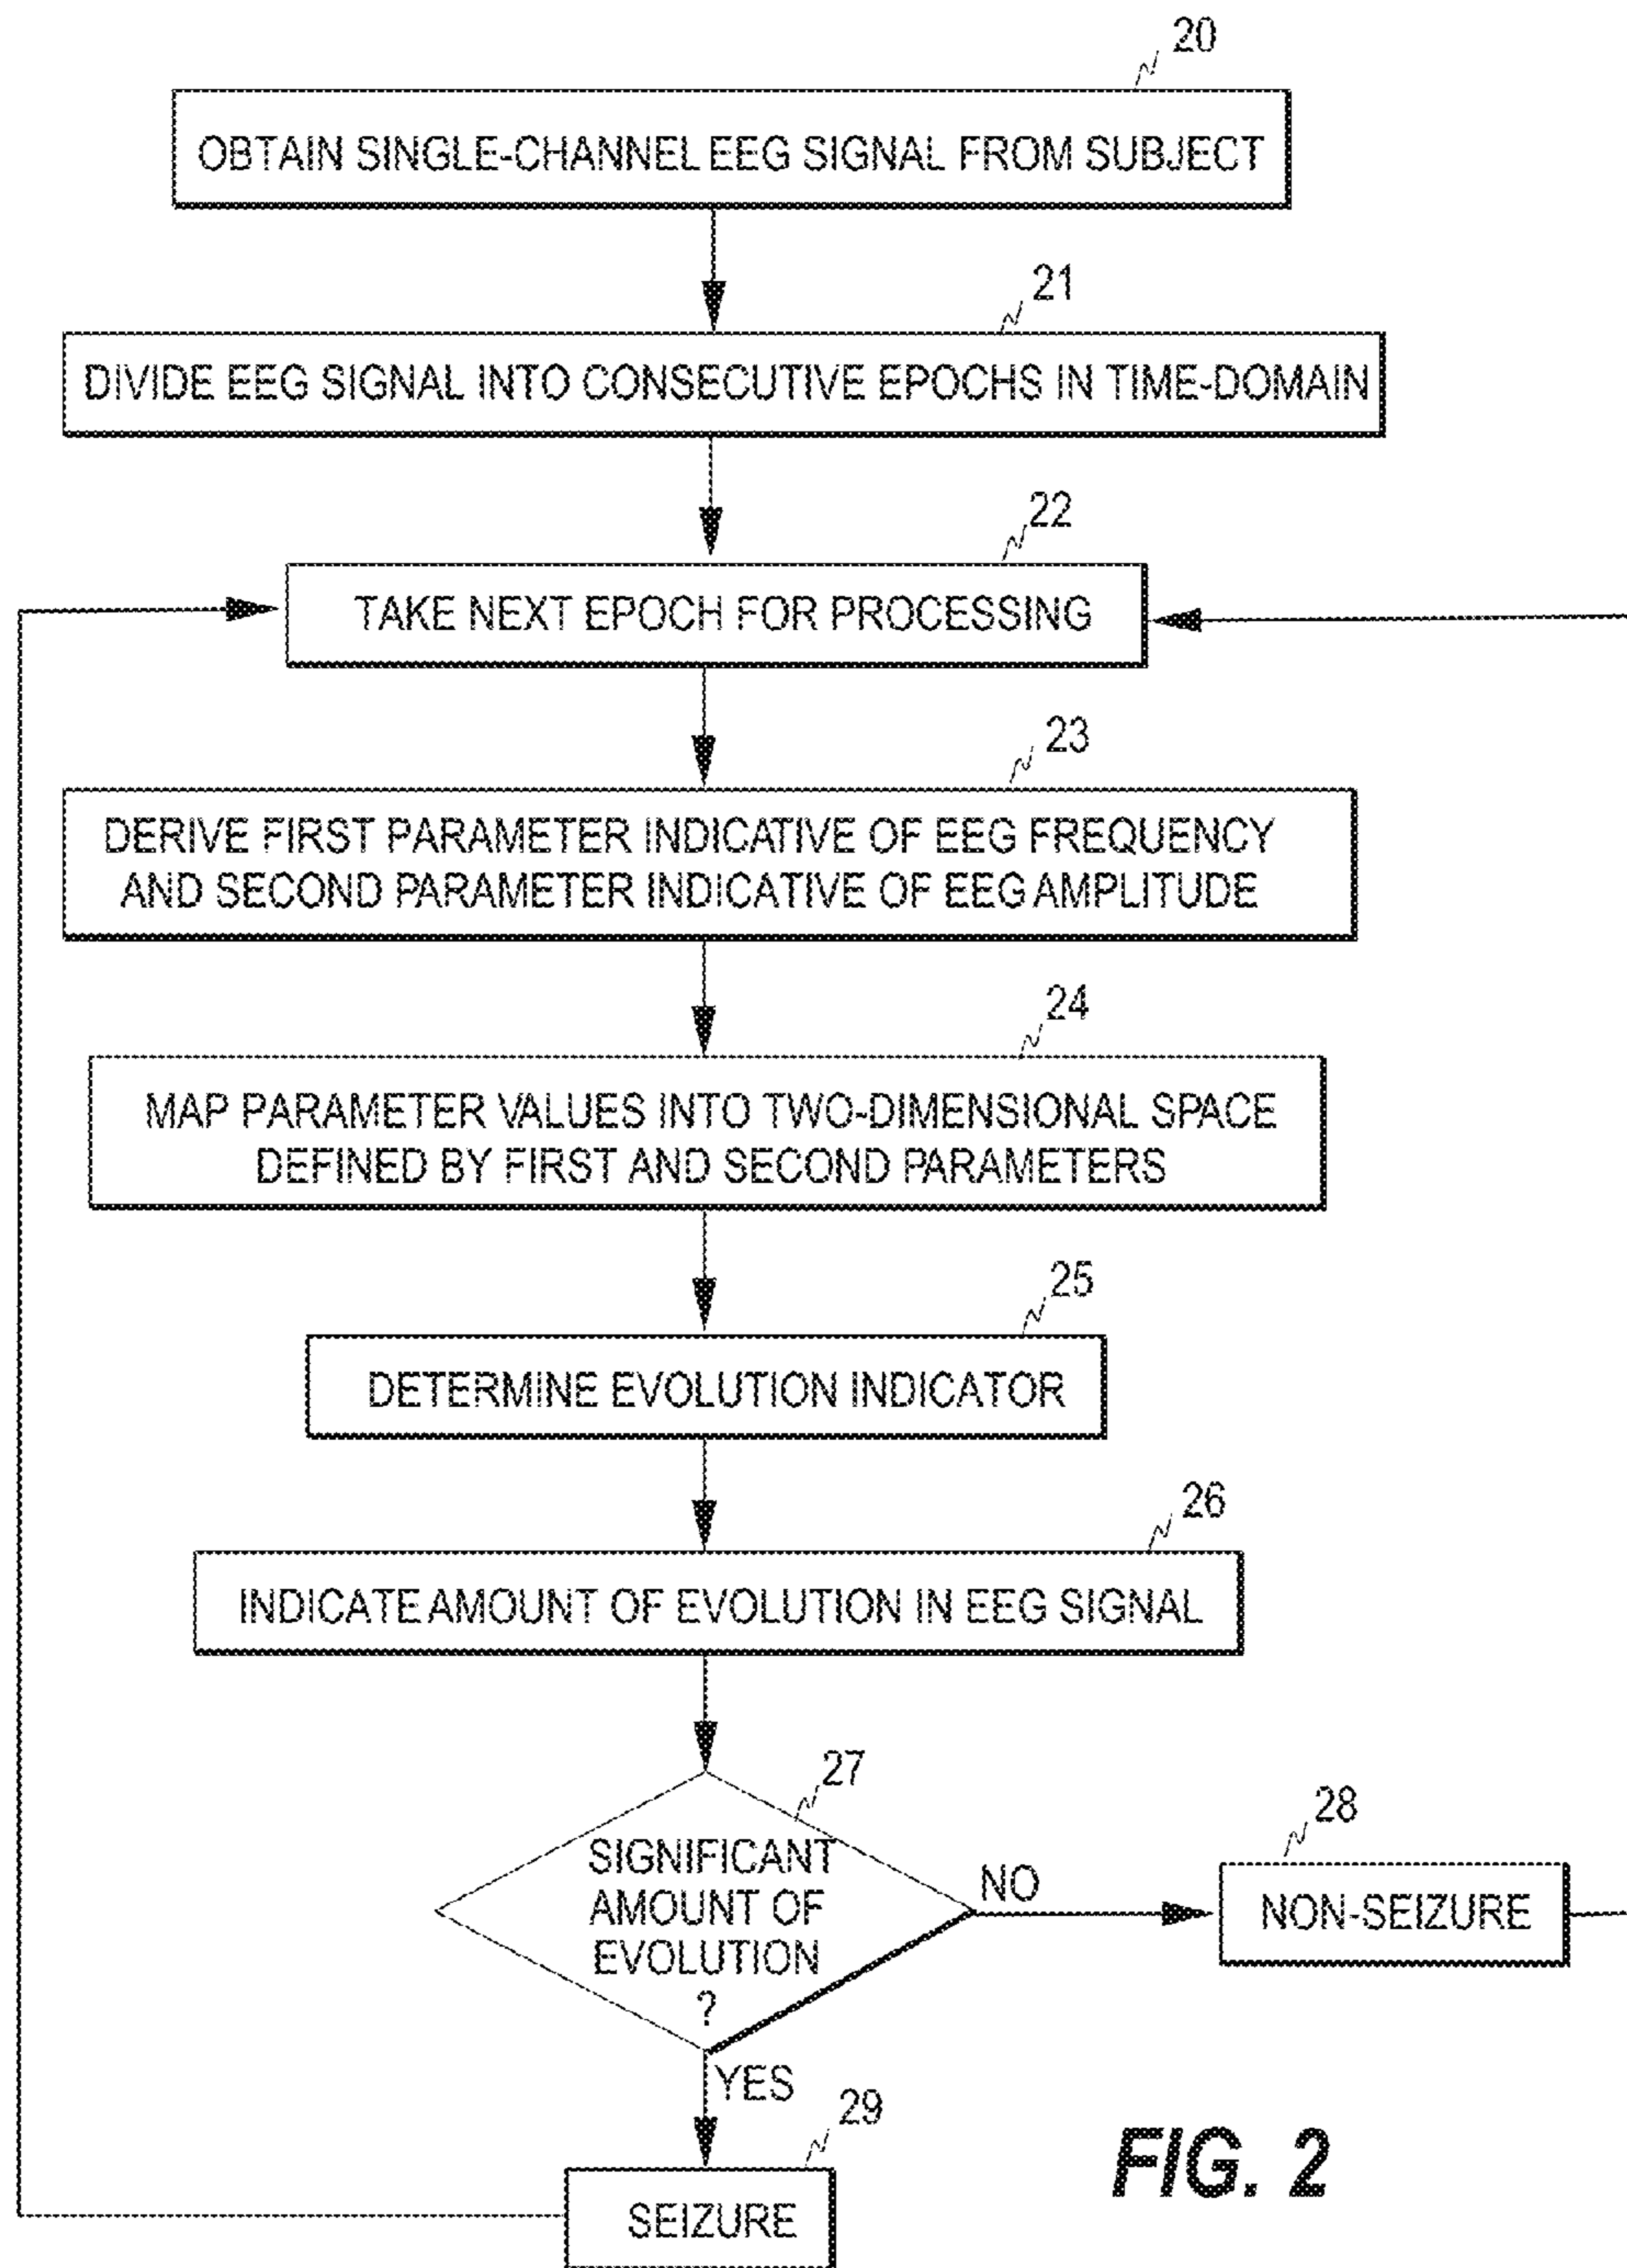 20
OBTAIN SINGLE-CHANNEL EEG SIGNAL FROM SUBJECT
21
DIVIDE EEG SIGNAL INTO CONSECUTIVE EPOCHS IN TIME-DOMAIN
22
TAKE NEXT EPOCH FOR PROCESSING
23
DERIVE FIRST PARAMETER INDICATIVE OF EEG FREQUENCY
AND SECOND PARAMETER INDICATIVE OF EEG AMPLITUDE
24
MAP PARAMETER VALUES INTO TWO-DIMENSIONAL SPACE
DEFINED BY FIRST AND SECOND PARAMETERS
25
DETERMINE EVOLUTION INDICATOR
26
INDICATE AMOUNT OF EVOLUTION IN EEG SIGNAL
27
SIGNIFICANT
AMOUNT OF
EVOLUTION
?
NO
28
NON-SEIZURE
YES
29
SEIZURE
FIG. 2